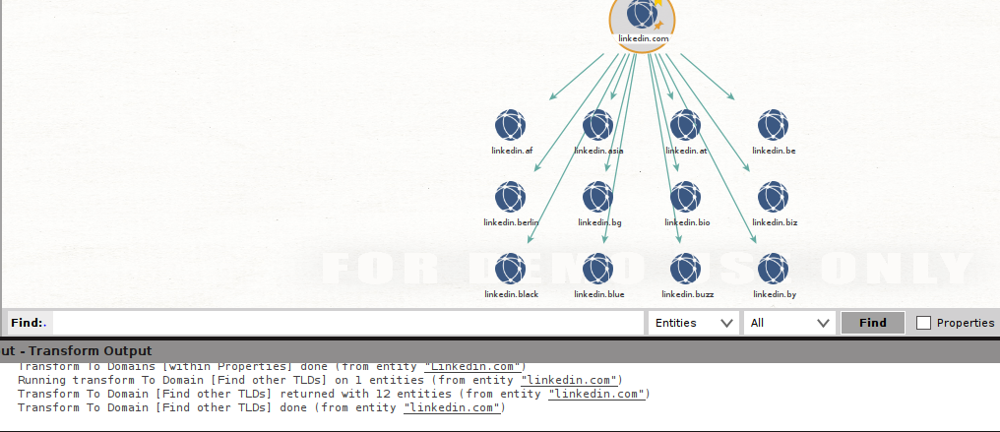 linkedin.com
linkedin.af linkedin.asia linkedin.at linkedin.be
linkedin.berlin linkedin.bg linkedin.bio linkedin.biz
FOR DEMO USE ONLY
linkedin.black linkedin.blue linkedin.buzz linkedin.by
Find:. Entities All Find Properties
ut - Transform Output
Transform To Domains [within Properties] done (from entity "Linkedin.com")
Running transform To Domain [Find other TLDs] on 1 entities (from entity "linkedin.com")
Transform To Domain [Find other TLDs] returned with 12 entities (from entity "linkedin.com")
Transform To Domain [Find other TLDs] done (from entity "linkedin.com")